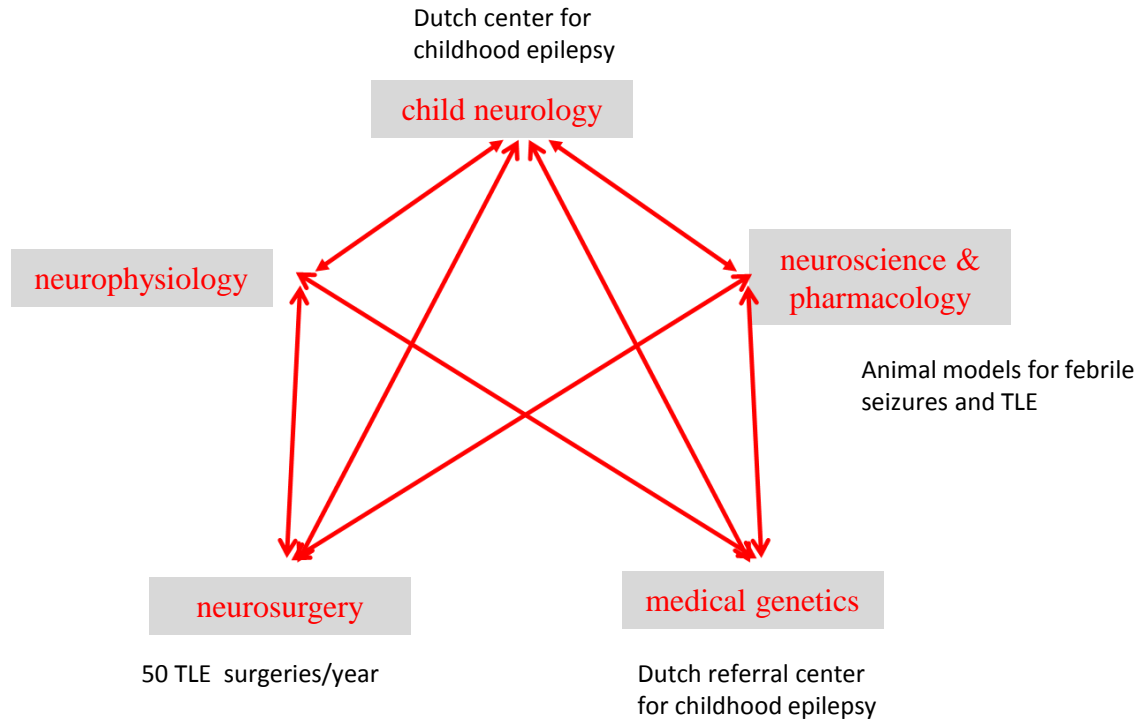 Dutch center for
childhood epilepsy
child neurology
neurophysiology
neuroscience &
pharmacology
Animal models for febrile
seizures and TLE
neurosurgery
medical genetics
50 TLE  surgeries/year
Dutch referral center
for childhood epilepsy